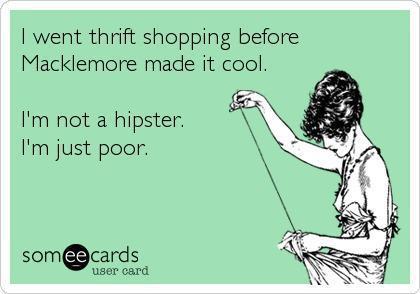 I went thrift shopping before
Macklemore made it cool.
I'm not a hipster.
I'm just poor.
someecards
user card